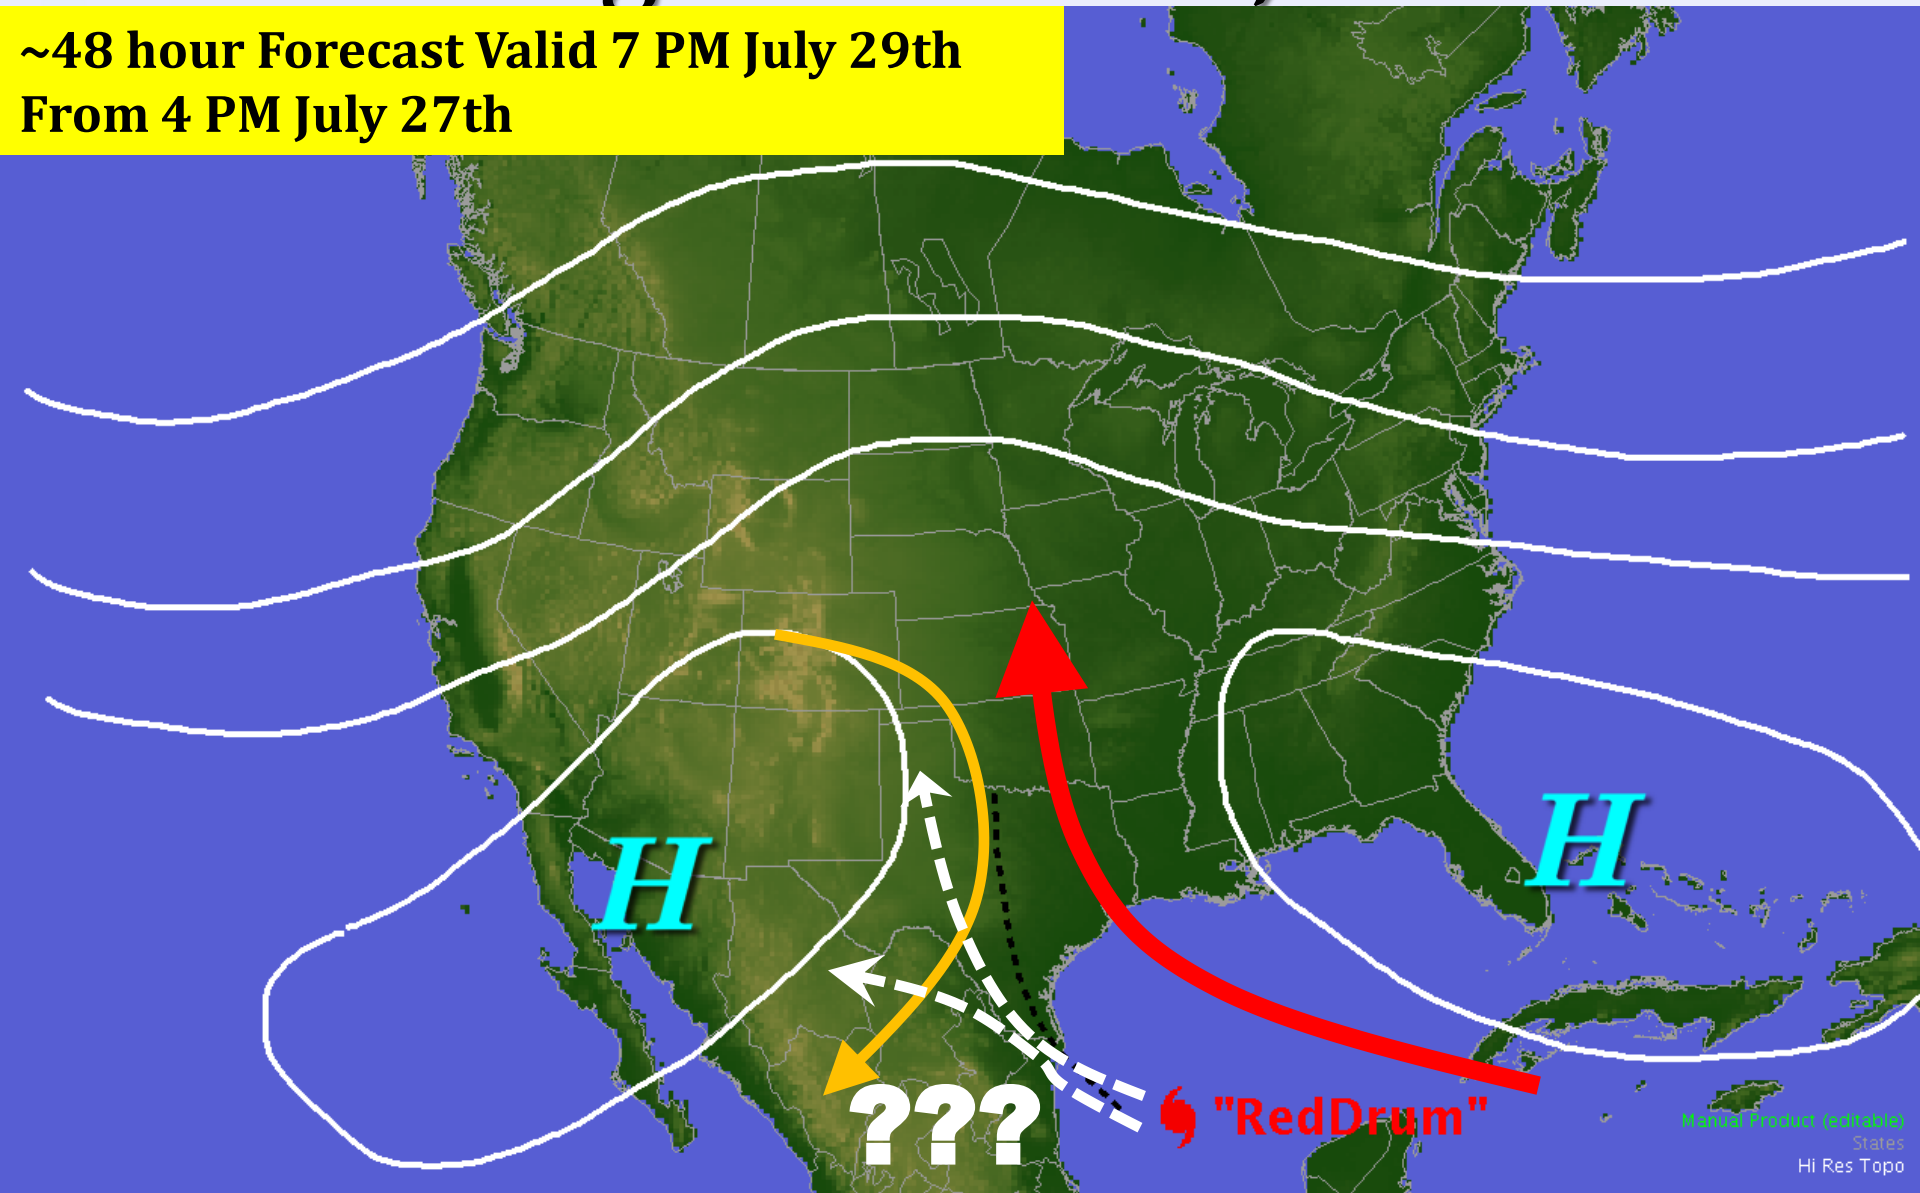 ~48 hour Forecast Valid 7 PM July 29th
From 4 PM July 27th
H
H
???
"RedDrum"
Manual Product (editable)
States
Hi Res Topo